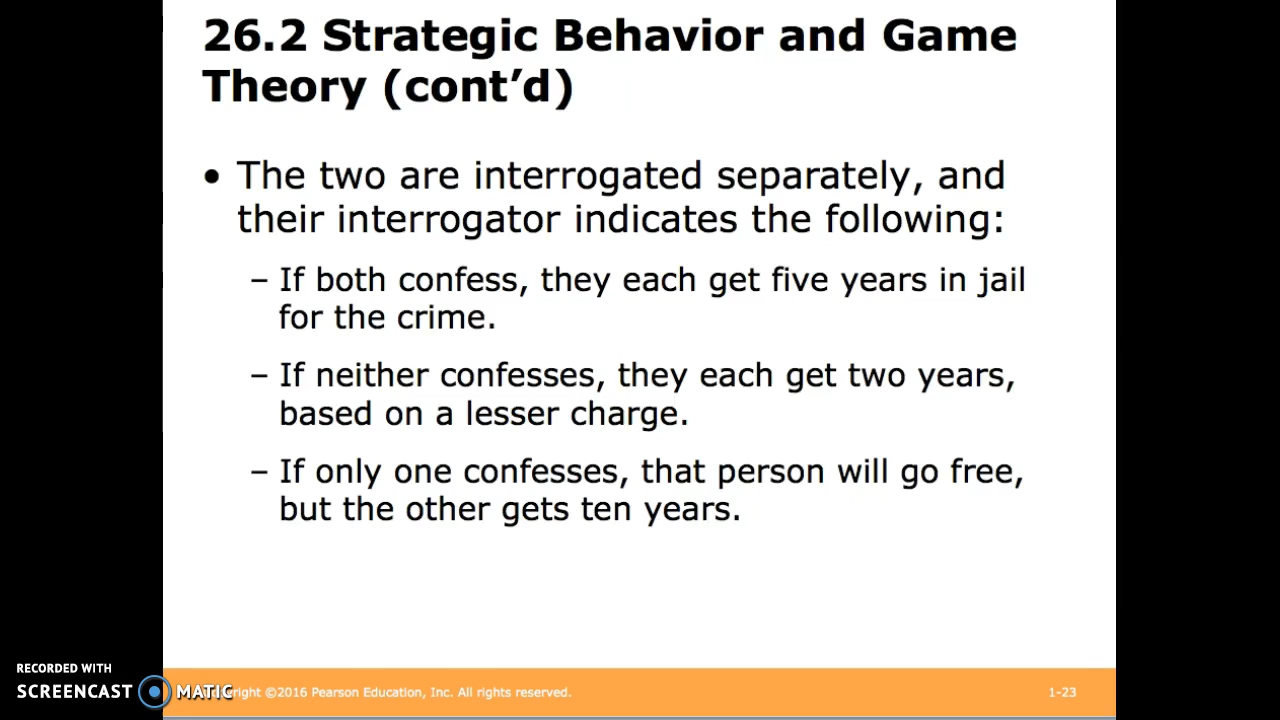 26.2 Strategic Behavior and Game
Theory (cont’d)
• The two are interrogated separately, and
their interrogator indicates the following:
– If both confess, they each get five years in jail
for the crime.
– If neither confesses, they each get two years,
based on a lesser charge.
– If only one confesses, that person will go free,
but the other gets ten years.
RECORDED WITH
SCREENCAST MATIC
right ©2016 Pearson Education, Inc. All rights reserved.
1-23